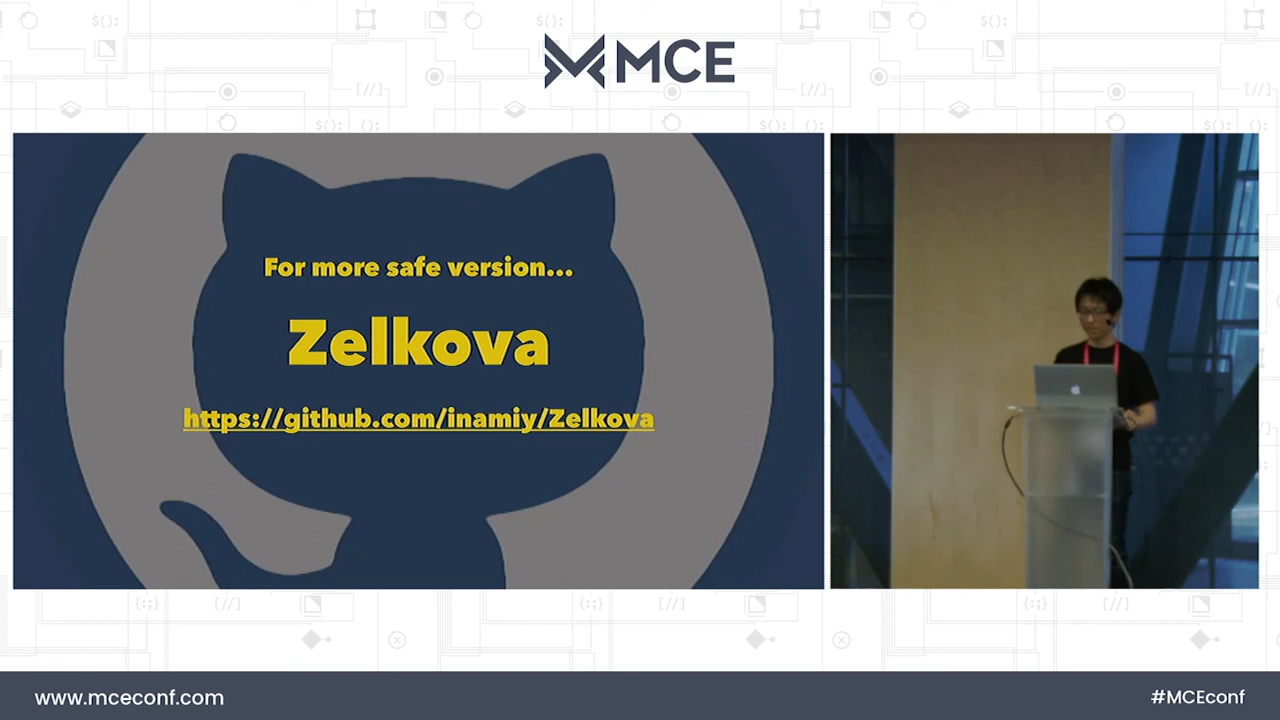 MCE
For more safe version...
Zelkova
https://github.com/inamiy/Zelkova
www.mceconf.com
#MCEconf